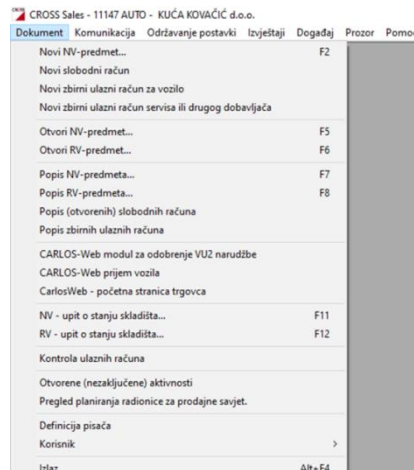 CROSS Sales - 11147 AUTO - KUĆA KOVAČIĆ d.o.o.
Dokument Komunikacija Održavanje postavki Izvještaji Događaj Prozor Pomoć
Novi NV-predmet... F2
Novi slobodni račun
Novi zbirni ulazni račun za vozilo
Novi zbirni ulazni račun servisa ili drugog dobavljača
Otvori NV-predmet... F5
Otvori RV-predmet... F6
Popis NV-predmeta... F7
Popis RV-predmeta... F8
Popis (otvorenih) slobodnih računa
Popis zbirnih ulaznih računa
CARLOS-Web modul za odobrenje VU2 narudžbe
CARLOS-Web prijem vozila
CarlosWeb - početna stranica trgovca
NV - upit o stanju skladišta... F11
RV - upit o stanju skladišta... F12
Kontrola ulaznih računa
Otvorene (nezaključene) aktivnosti
Pregled planiranja radionice za prodajne savjet.
Definicija pisača
Korisnik >
Izlaz Alt+F4